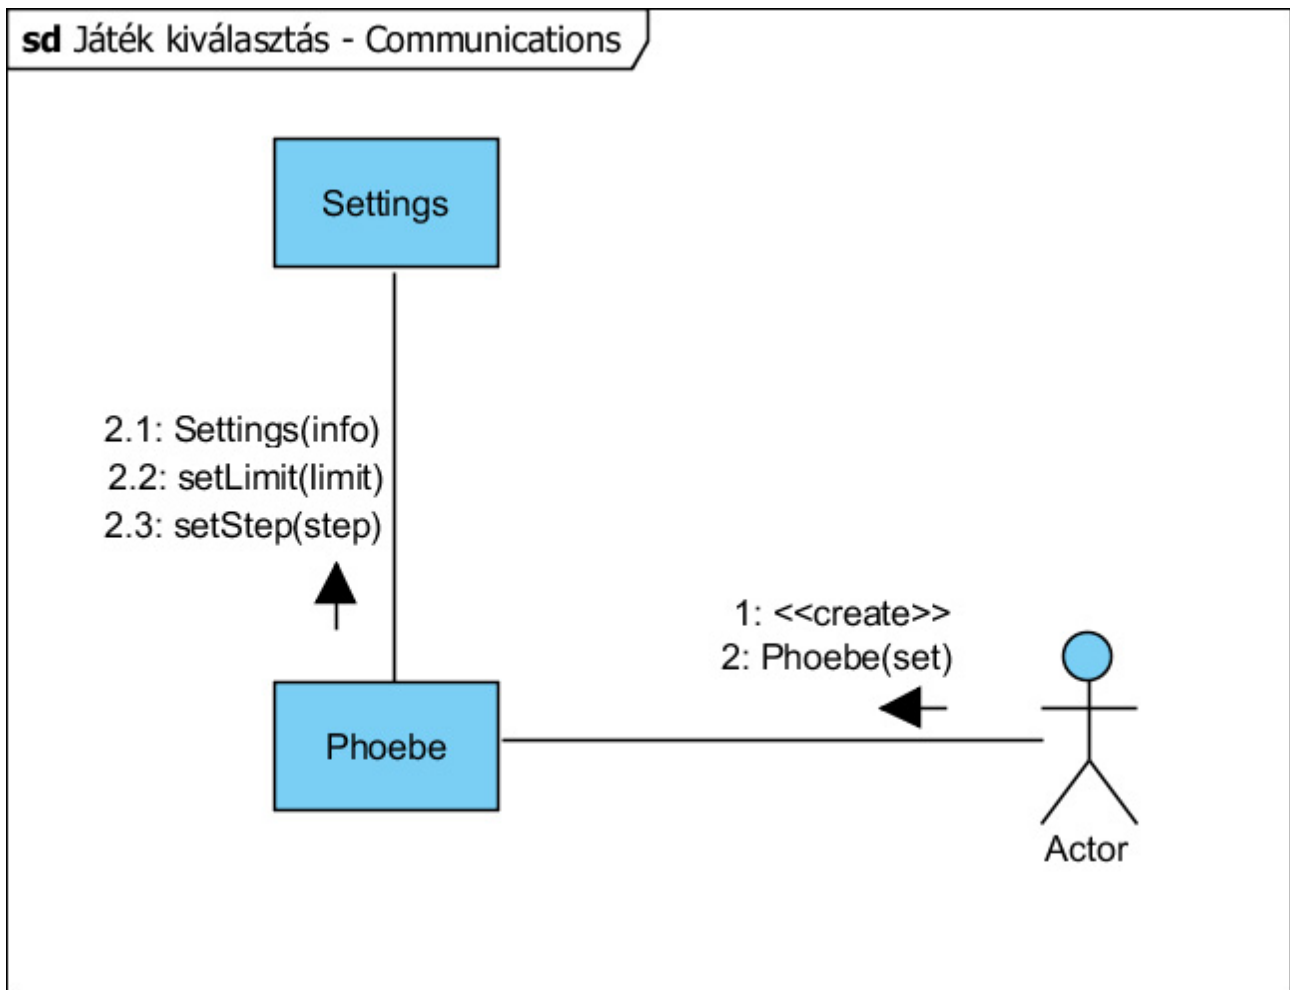 sd Játék kiválasztás - Communications
Settings
2.1: Settings(info)
2.2: setLimit(limit)
2.3: setStep(step)
1: <<create>>
2: Phoebe(set)
Phoebe
Actor